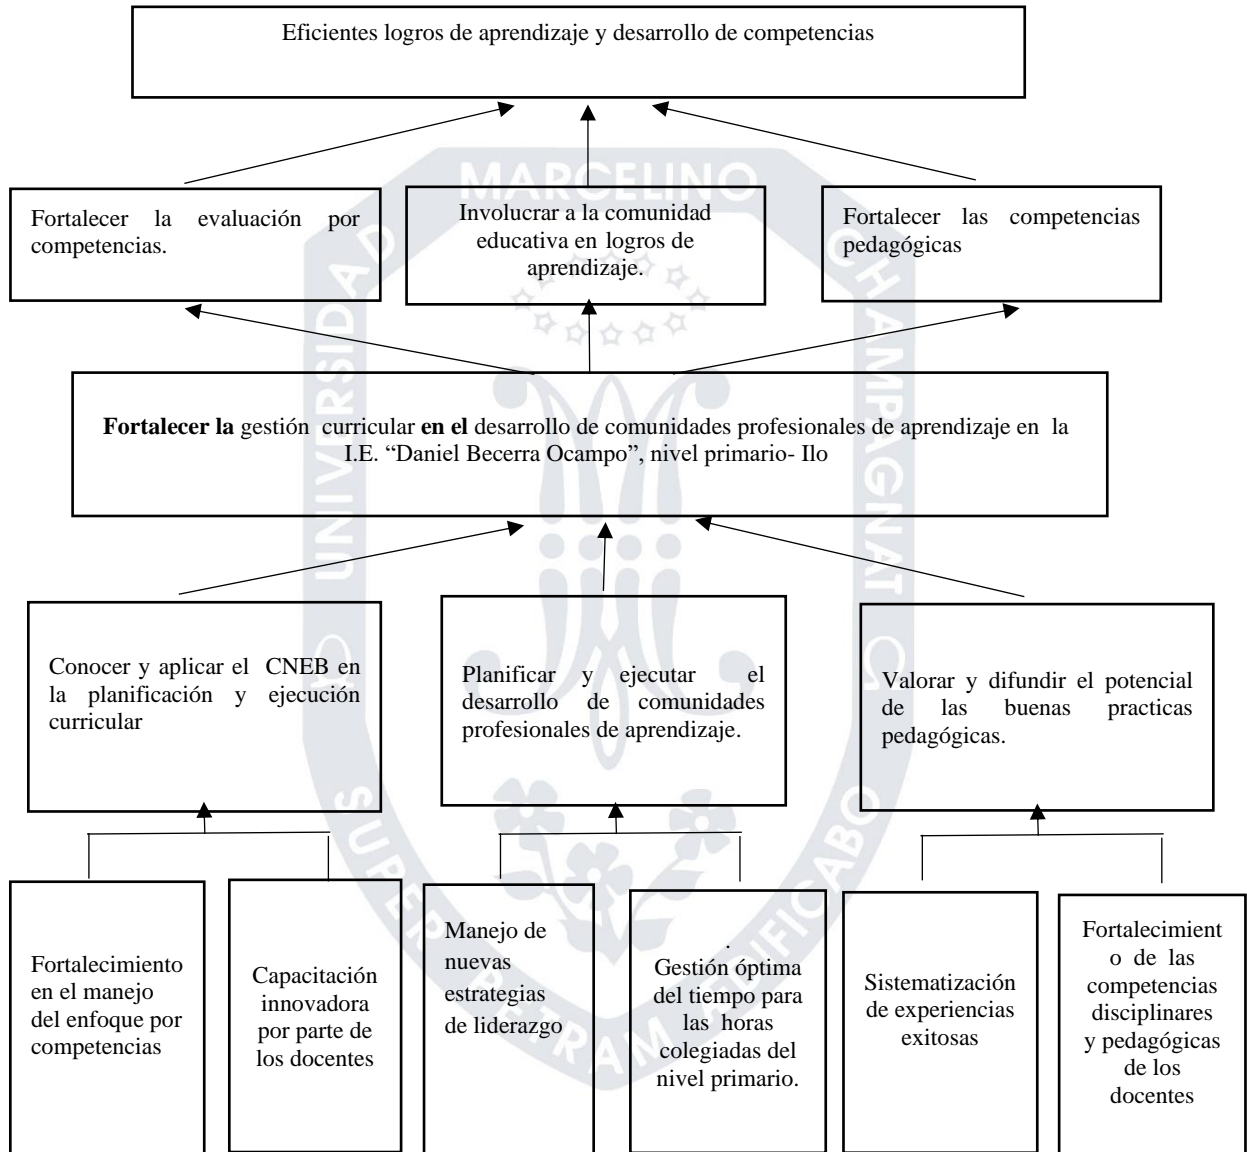 Eficientes logros de aprendizaje y desarrollo de competencias
MARCELINO
Fortalecer la evaluación por
competencias.
Involucrar a la comunidad
educativa en logros de
aprendizaje.
Fortalecer las competencias
pedagógicas
UNIVERSIDAD
CHAMPAGNAT
Fortalecer la gestión curricular en el desarrollo de comunidades profesionales de aprendizaje en la
I.E. “Daniel Becerra Ocampo”, nivel primario- Ilo
Conocer y aplicar el CNEB en
la planificación y ejecución
curricular
Planificar y ejecutar el
desarrollo de comunidades
profesionales de aprendizaje.
Valorar y difundir el potencial
de las buenas practicas
pedagógicas.
SUPER PETRAM AEDIFICABO
Fortalecimiento
en el manejo
del enfoque por
competencias
Capacitación
innovadora
por parte de
los docentes
Manejo de
nuevas
estrategias
de liderazgo
.
Gestión óptima
del tiempo para
las horas
colegiadas del
nivel primario.
Sistematización
de experiencias
exitosas
Fortalecimient
o de las
competencias
disciplinares
y pedagógicas
de los
docentes